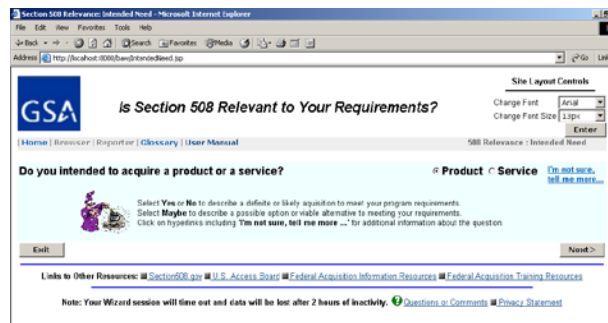 Section 508 Relevance: Intended Need - Microsoft Internet Explorer
File Edit View Favorites Tools Help
Back Search Favorites Media
Address http://localhost:8080/baw/IntendedNeed.jsp Go
Site Layout Controls
GSA
is Section 508 Relevant to Your Requirements?
Change Font Arial
Change Font Size 13px
Enter
| Home | Browser | Reporter | Glossary | User Manual
508 Relevance : Intended Need
Do you intended to acquire a product or a service?
Product Service
I'm not sure, tell me more...
Select Yes or No to describe a definite or likely aquisition to meet your program requirements.
Select Maybe to describe a possible option or viable alternative to meeting your requirements.
Click on hyperlinks including 'I'm not sure, tell me more ...' for additional information about the question.
Exit
Next>
Links to Other Resources: Section508.gov U.S. Access Board Federal Acquisition Information Resources Federal Acquisition Training Resources
Note: Your Wizard session will time out and data will be lost after 2 hours of inactivity. Questions or Comments Privacy Statement